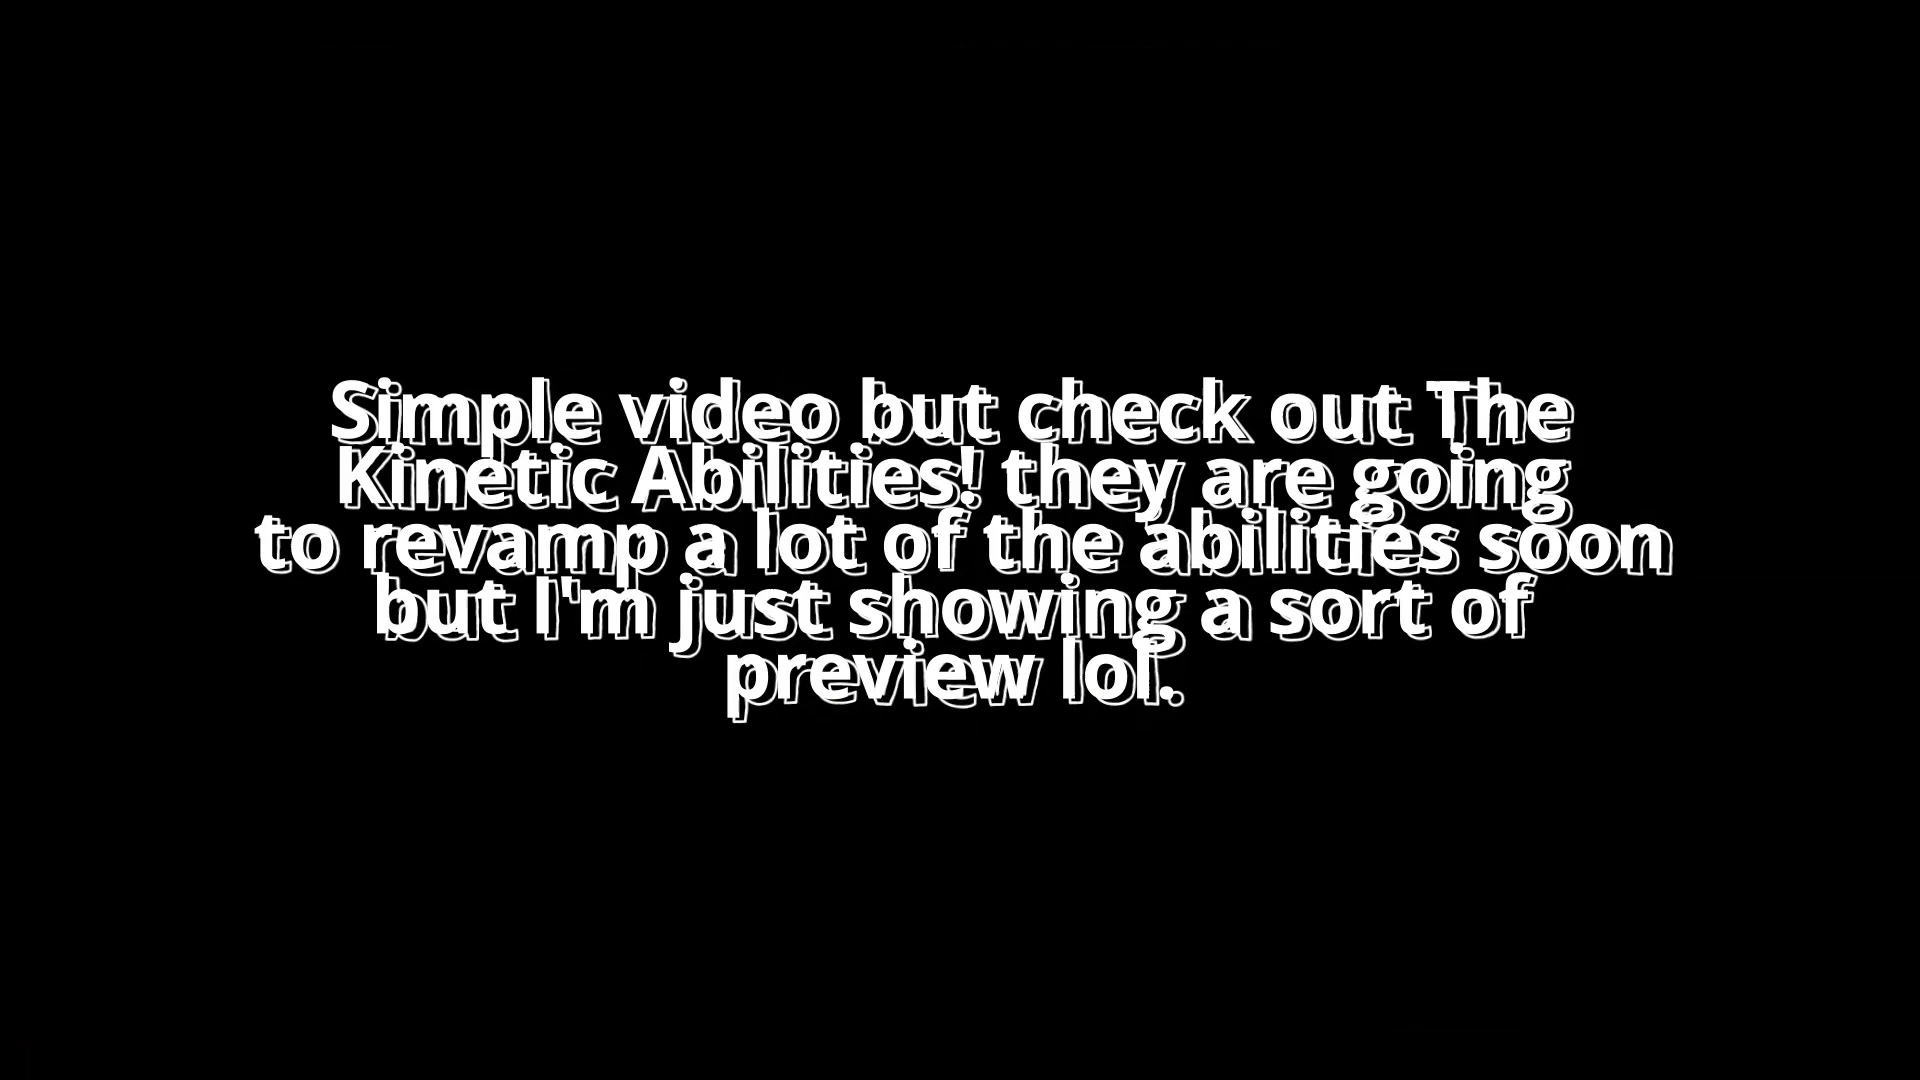 Simple video but check out The
Kinetic Abilities! they are going
to revamp a lot of the abilities soon
but I'm just showing a sort of
preview lol.